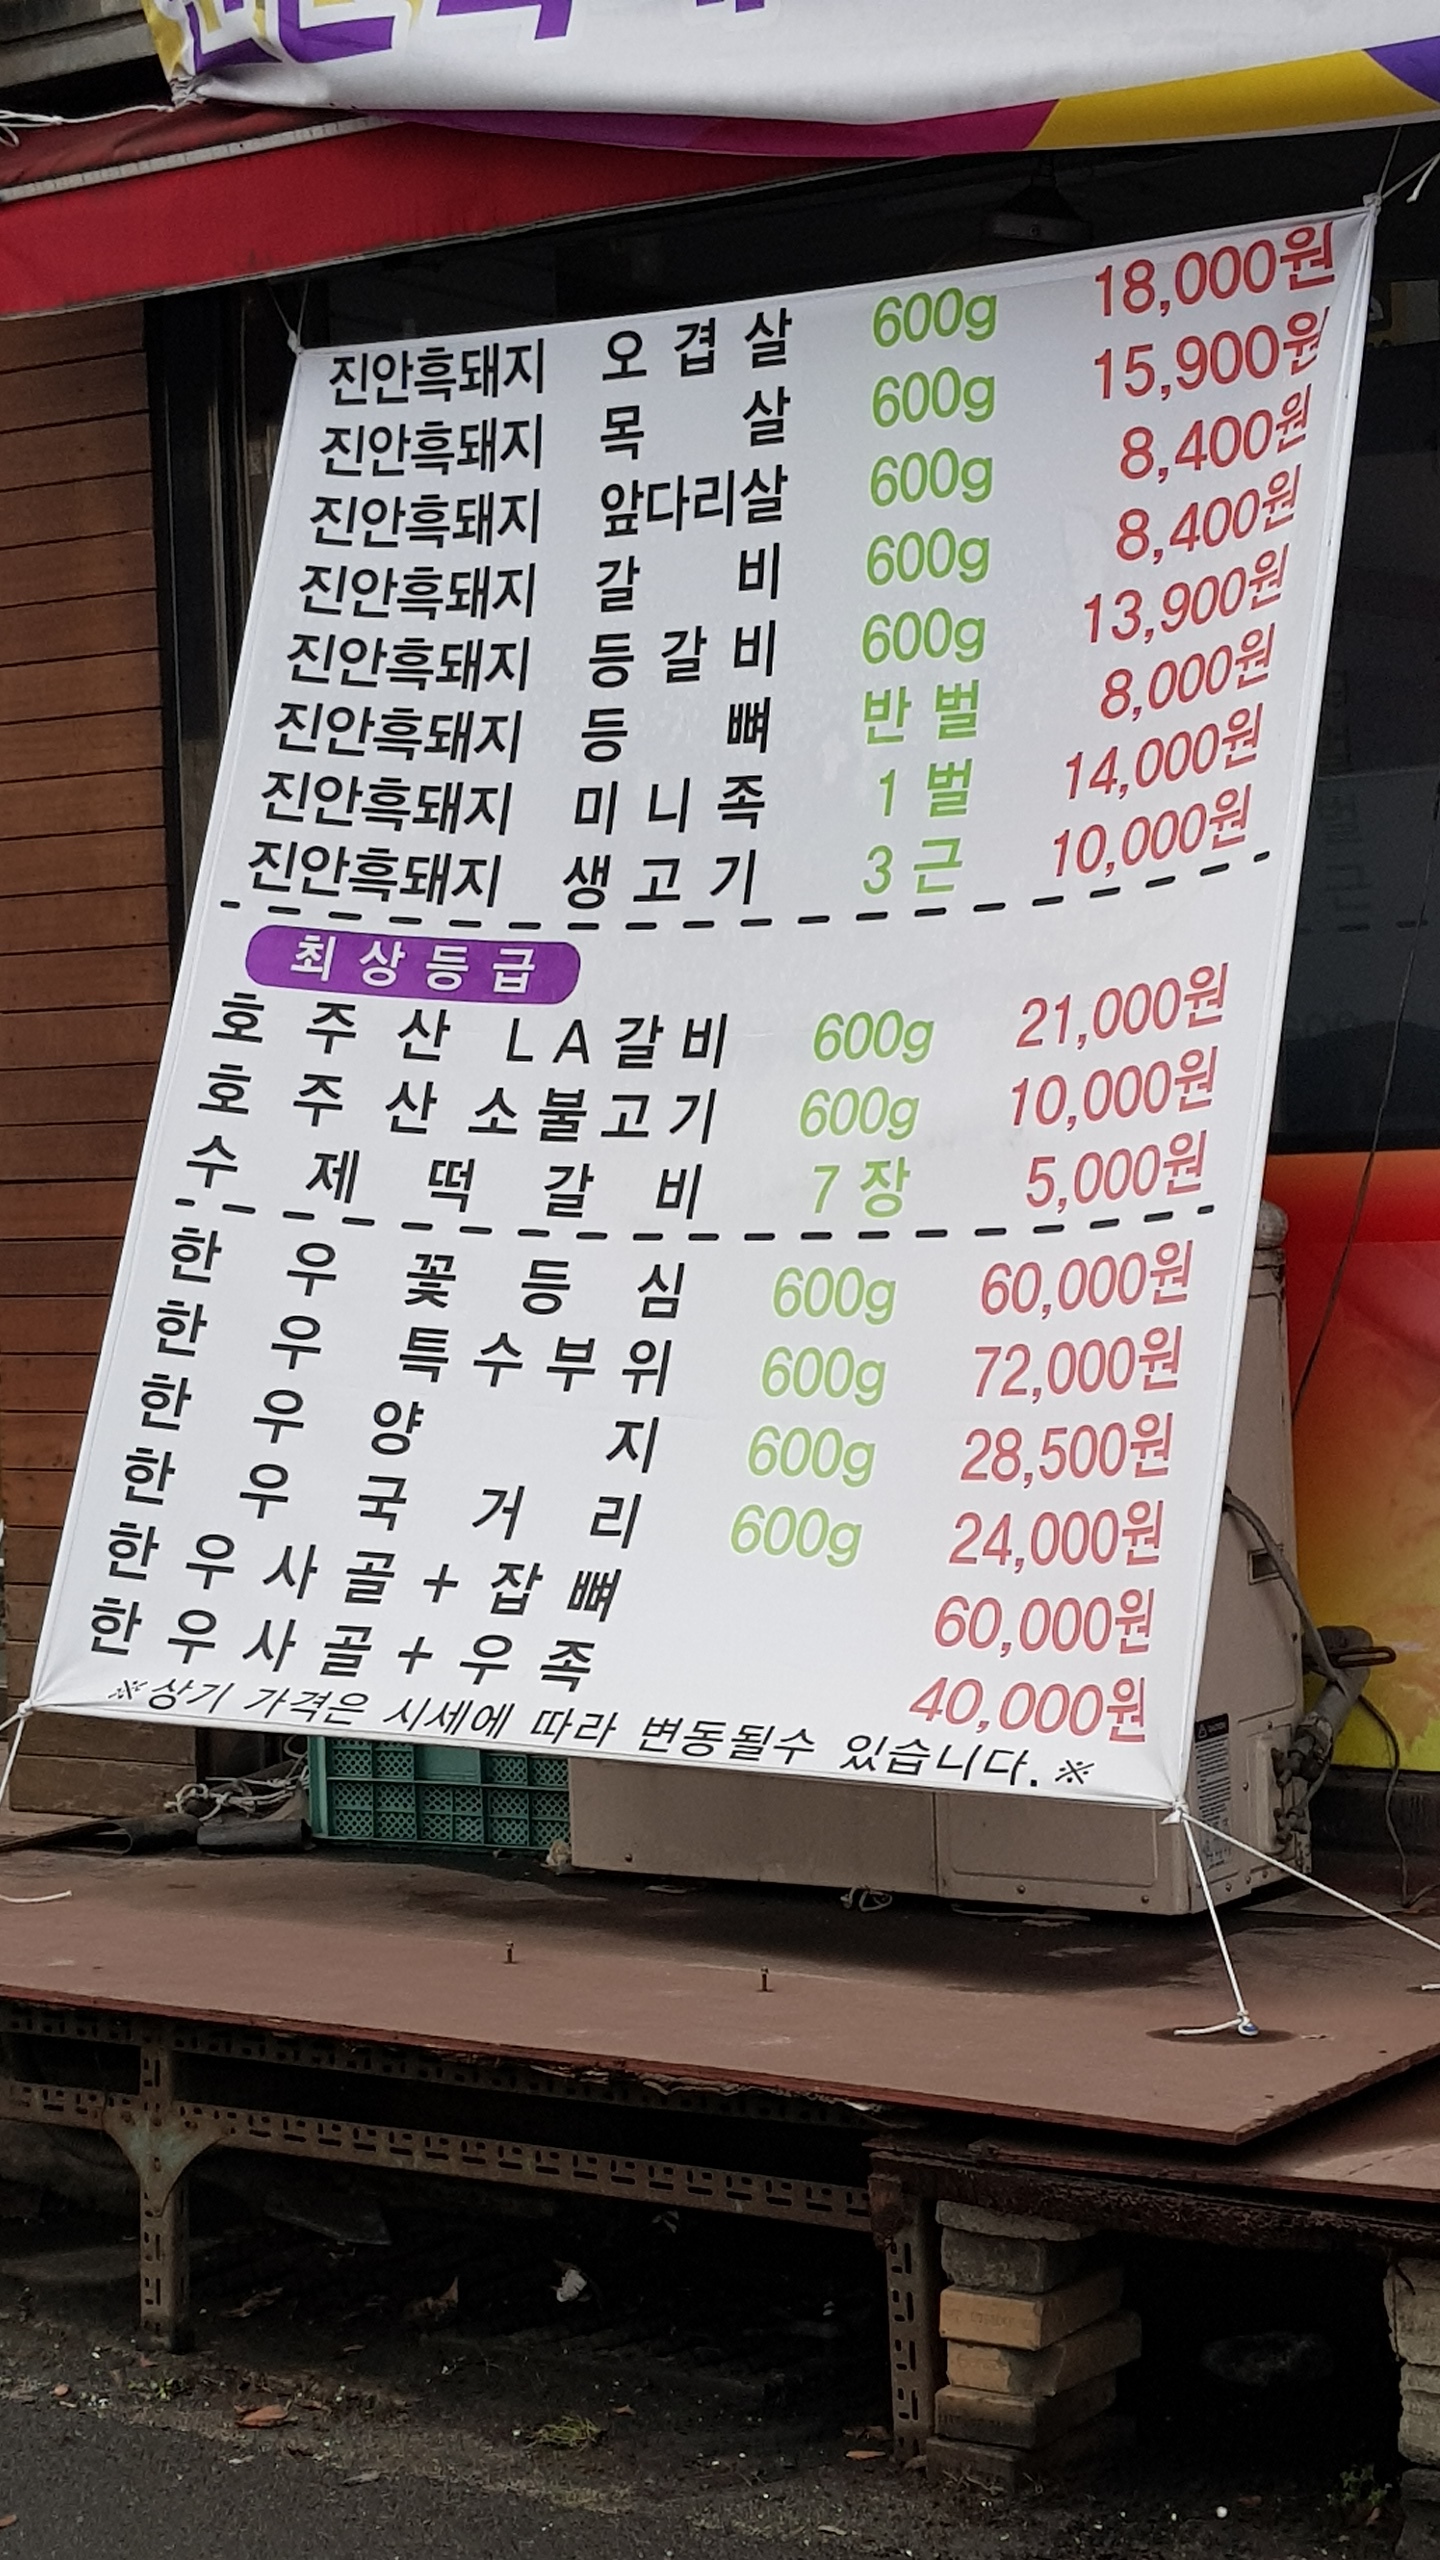 진안흑돼지 오겹살 600g 18,000원
진안흑돼지 목살 600g 15,900원
진안흑돼지 앞다리살 600g 8,400원
진안흑돼지 갈비 600g 8,400원
진안흑돼지 등갈비 600g 13,900원
진안흑돼지 등뼈 반벌 8,000원
진안흑돼지 미니족 1벌 14,000원
진안흑돼지 생고기 3근 10,000원
최상등급
호주산 LA갈비 600g 21,000원
호주산 소불고기 600g 10,000원
수제떡갈비 7장 5,000원
한우꽃등심 600g 60,000원
한우특수부위 600g 72,000원
한우양지 600g 28,500원
한우국거리 600g 24,000원
한우사골+잡뼈 60,000원
한우사골+우족 40,000원
※상기 가격은 시세에 따라 변동될수 있습니다.※